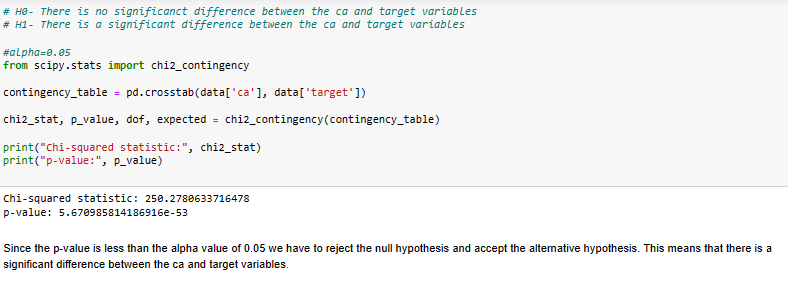 # H0- There is no significanct difference between the ca and target variables
# H1- There is a significant difference between the ca and target variables
#alpha=0.05
from scipy.stats import chi2_contingency
contingency_table = pd.crosstab(data['ca'], data['target'])
chi2_stat, p_value, dof, expected = chi2_contingency(contingency_table)
print("Chi-squared statistic:", chi2_stat)
print("p-value:", p_value)
Chi-squared statistic: 250.2780633716478
p-value: 5.670985814186916e-53
Since the p-value is less than the alpha value of 0.05 we have to reject the null hypothesis and accept the alternative hypothesis. This means that there is a
significant difference between the ca and target variables.